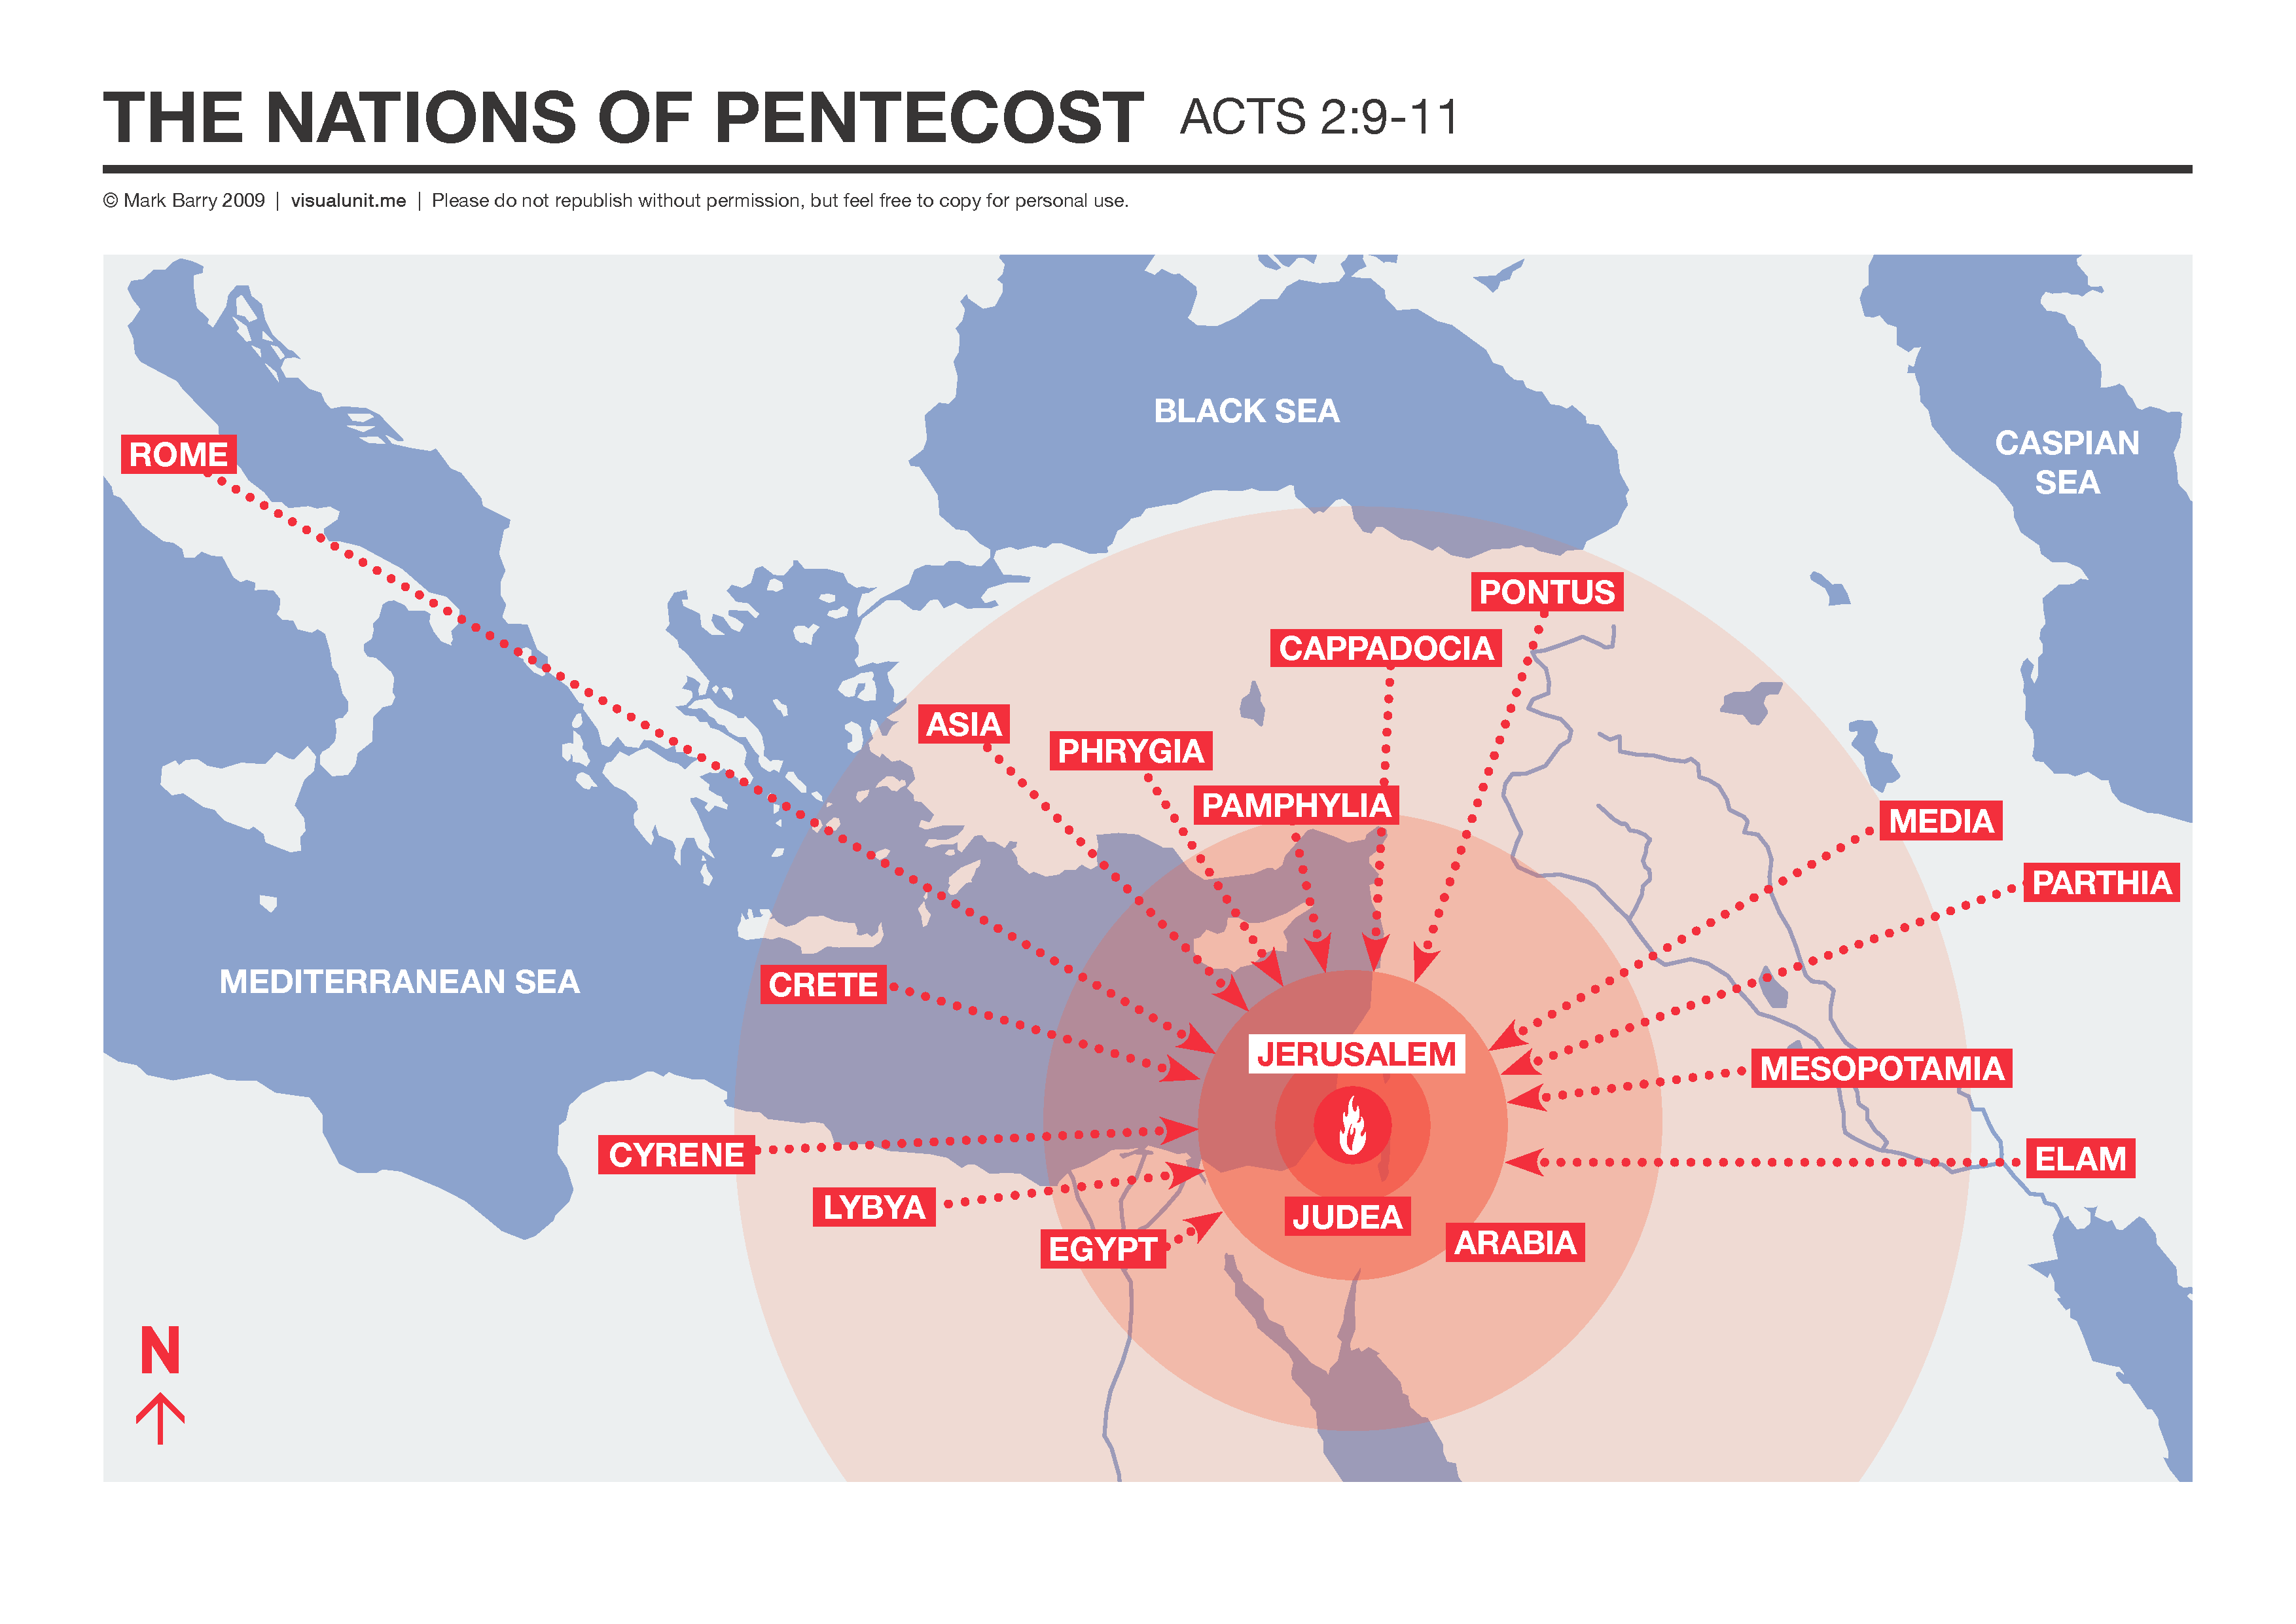 THE NATIONS OF PENTECOST ACTS 2:9-11
© Mark Barry 2009 | visualunit.me | Please do not republish without permission, but feel free to copy for personal use.
BLACK SEA
CASPIAN
SEA
ROME
PONTUS
CAPPADOCIA
ASIA
PHRYGIA
PAMPHYLIA
MEDIA
PARTHIA
MEDITERRANEAN SEA
CRETE
JERUSALEM
MESOPOTAMIA
CYRENE
ELAM
LYBYA
JUDEA
EGYPT
ARABIA
N